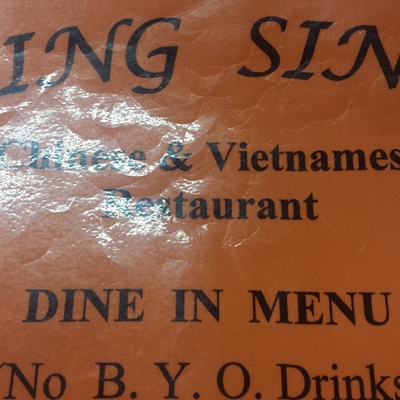 ING SIN
Chinese & Vietnames
Restaurant
DINE IN MENU
(No B. Y. O. Drinks